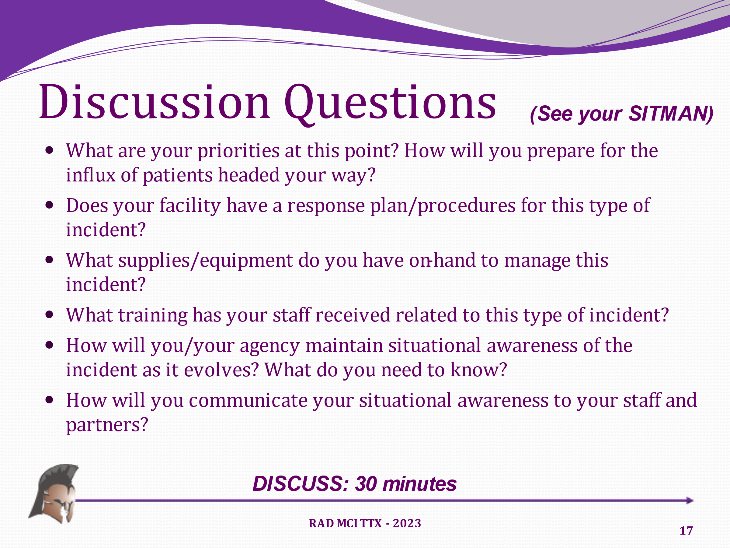 Discussion Questions (See your SITMAN)
• What are your priorities at this point? How will you prepare for the
influx of patients headed your way?
• Does your facility have a response plan/procedures for this type of
incident?
• What supplies/equipment do you have on-hand to manage this
incident?
• What training has your staff received related to this type of incident?
• How will you/your agency maintain situational awareness of the
incident as it evolves? What do you need to know?
• How will you communicate your situational awareness to your staff and
partners?
DISCUSS: 30 minutes
RAD MCI TTX - 2023
17